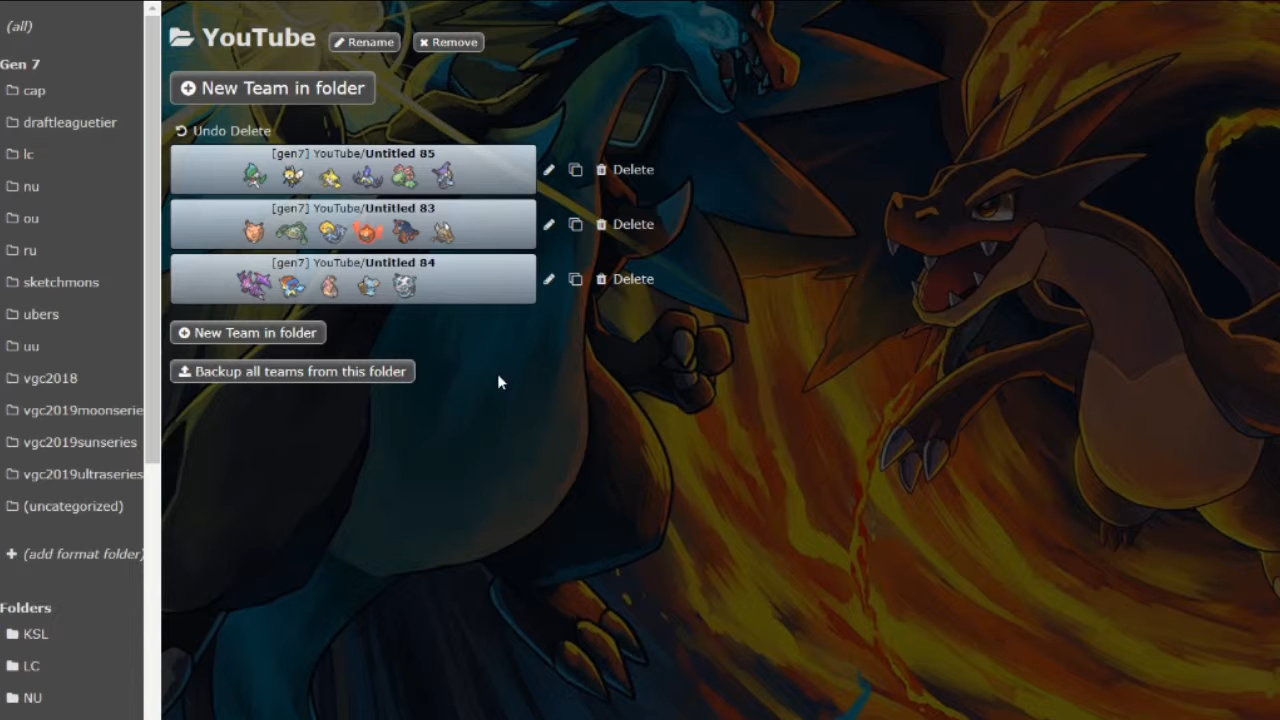 (all)
Gen 7
cap
draftleaguetier
lc
nu
ou
ru
sketchmons
ubers
uu
vgc2018
vgc2019moonserie
vgc2019sunseries
vgc2019ultraseries
(uncategorized)
(add format folder)
Folders
KSL
LC
NU
YouTube
Rename
Remove
New Team in folder
Undo Delete
[gen7] YouTube/Untitled 85
Delete
[gen7] YouTube/Untitled 83
Delete
[gen7] YouTube/Untitled 84
Delete
New Team in folder
Backup all teams from this folder